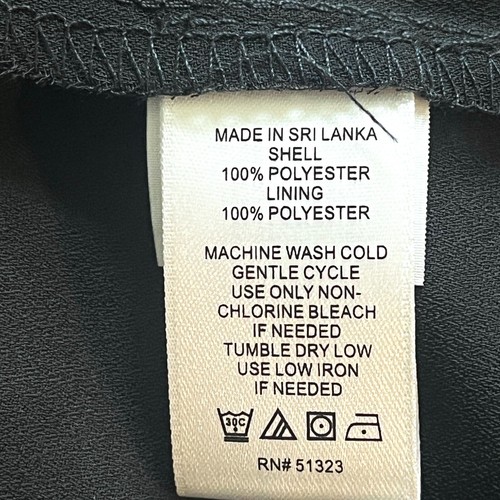 MADE IN SRI LANKA
SHELL
100% POLYESTER
LINING
100% POLYESTER
MACHINE WASH COLD
GENTLE CYCLE
USE ONLY NON-
CHLORINE BLEACH
IF NEEDED
TUMBLE DRY LOW
USE LOW IRON
IF NEEDED
30C
RN# 51323